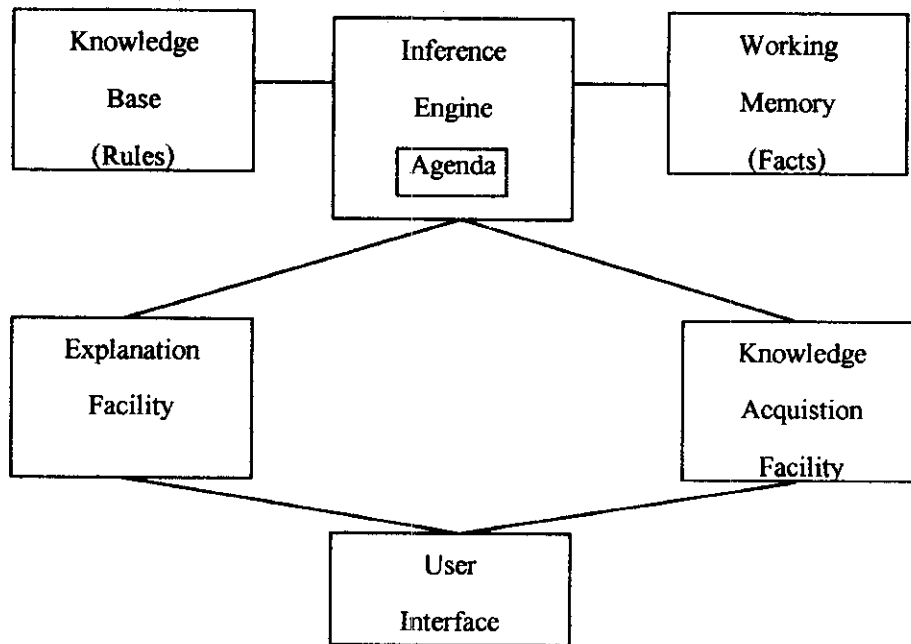 Knowledge
Base
(Rules)
Inference
Engine
Agenda
Working
Memory
(Facts)
Explanation
Facility
Knowledge
Acquistion
Facility
User
Interface